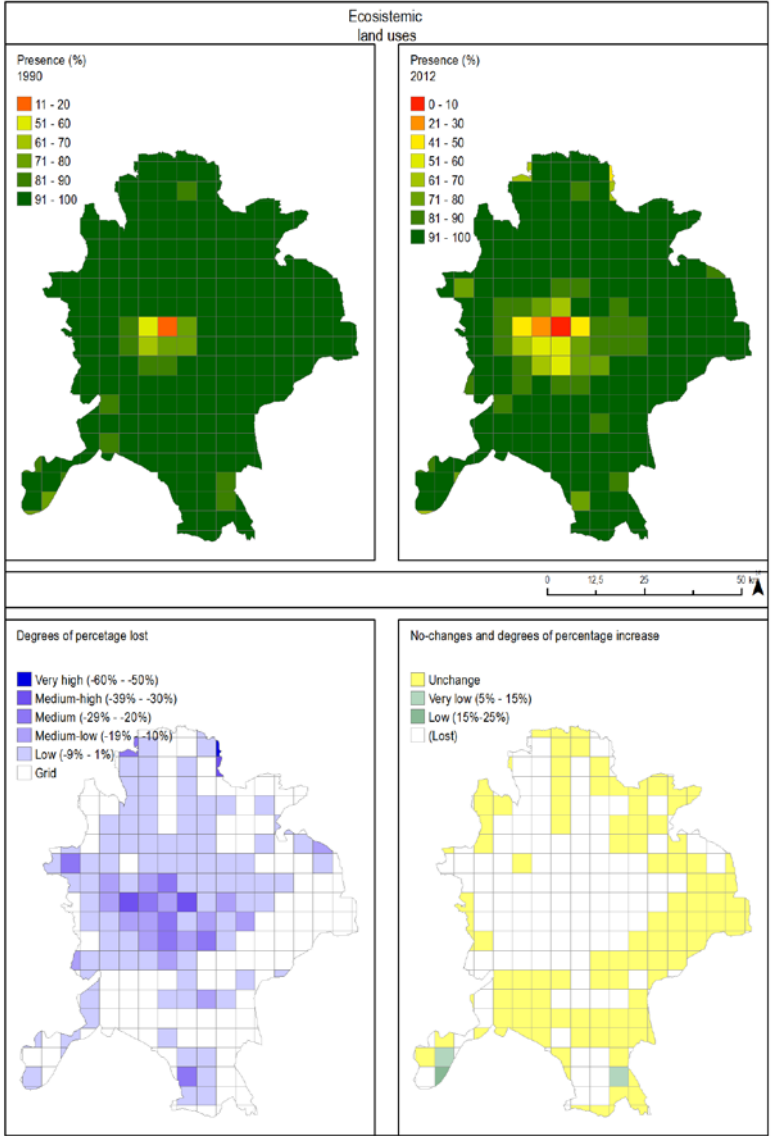 Ecosistemic
land uses
Presence (%)
1990
11 - 20
51 - 60
61 - 70
71 - 80
81 - 90
91 - 100
Presence (%)
2012
0 - 10
21 - 30
41 - 50
51 - 60
61 - 70
71 - 80
81 - 90
91 - 100
0 12,5 25 50 km
Degrees of percetage lost
Very high (-60% - -50%)
Medium-high (-39% - -30%)
Medium (-29% - -20%)
Medium-low (-19% - -10%)
Low (-9% - 1%)
Grid
No-changes and degrees of percentage increase
Unchange
Very low (5% - 15%)
Low (15%-25%)
(Lost)